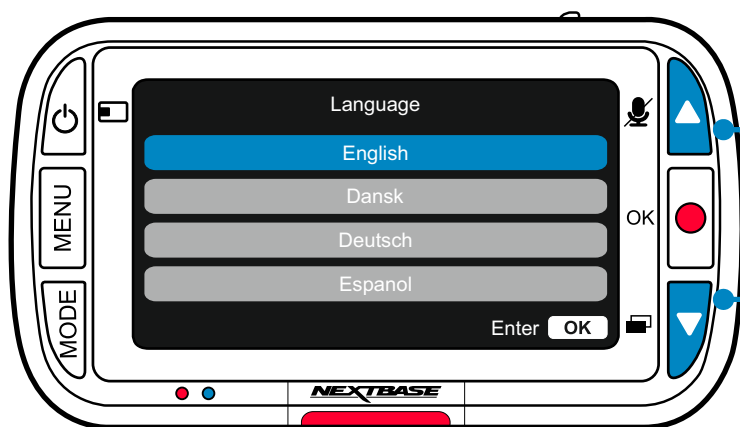 Language
English
Dansk
Deutsch
Espanol
Enter OK
MENU
MODE
OK
NEXTBASE